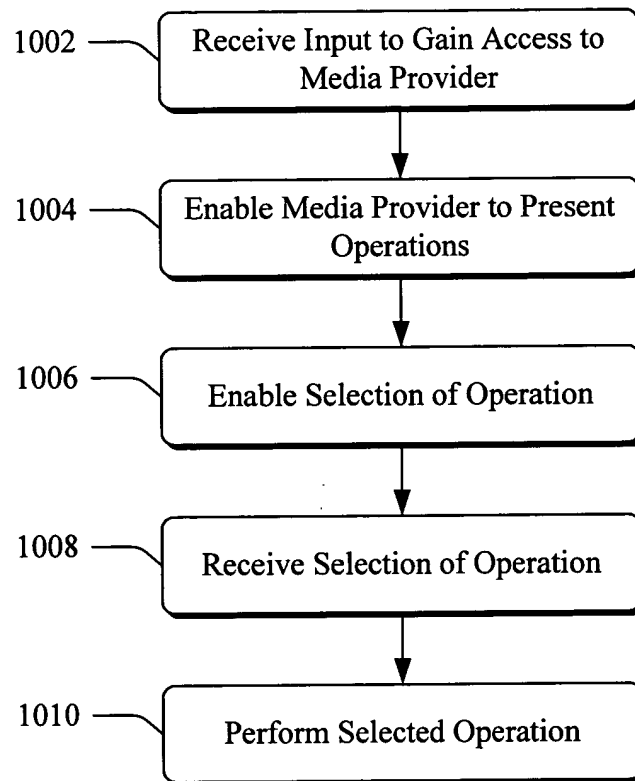 1002
Receive Input to Gain Access to
Media Provider
1004
Enable Media Provider to Present
Operations
1006
Enable Selection of Operation
1008
Receive Selection of Operation
1010
Perform Selected Operation